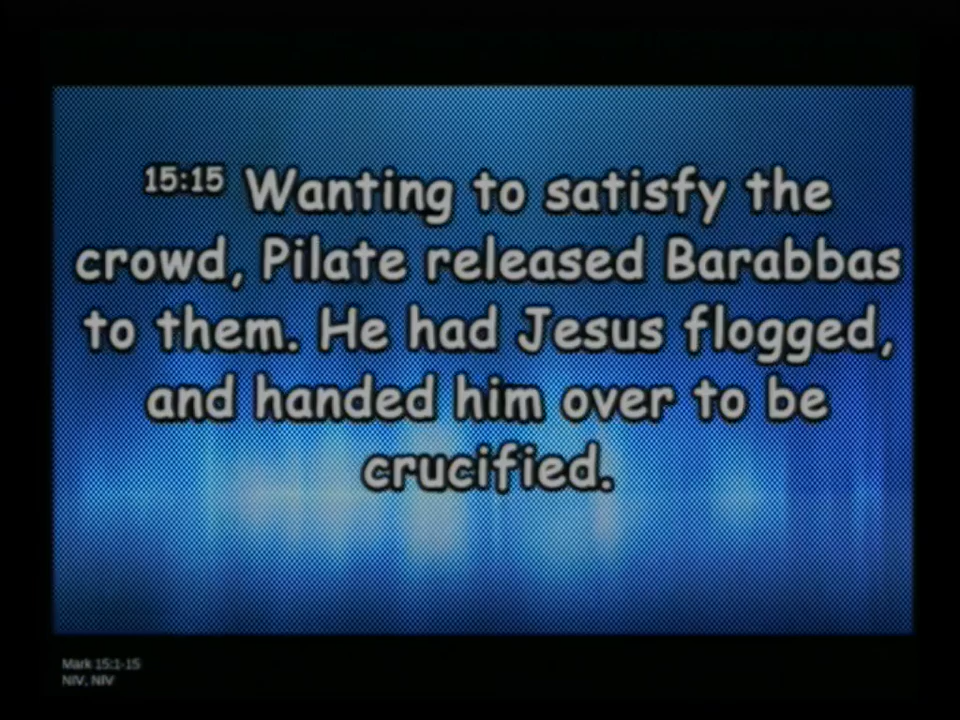 15:15 Wanting to satisfy the
crowd, Pilate released Barabbas
to them. He had Jesus flogged,
and handed him over to be
crucified.
Mark 15:1-15
NIV, NIV